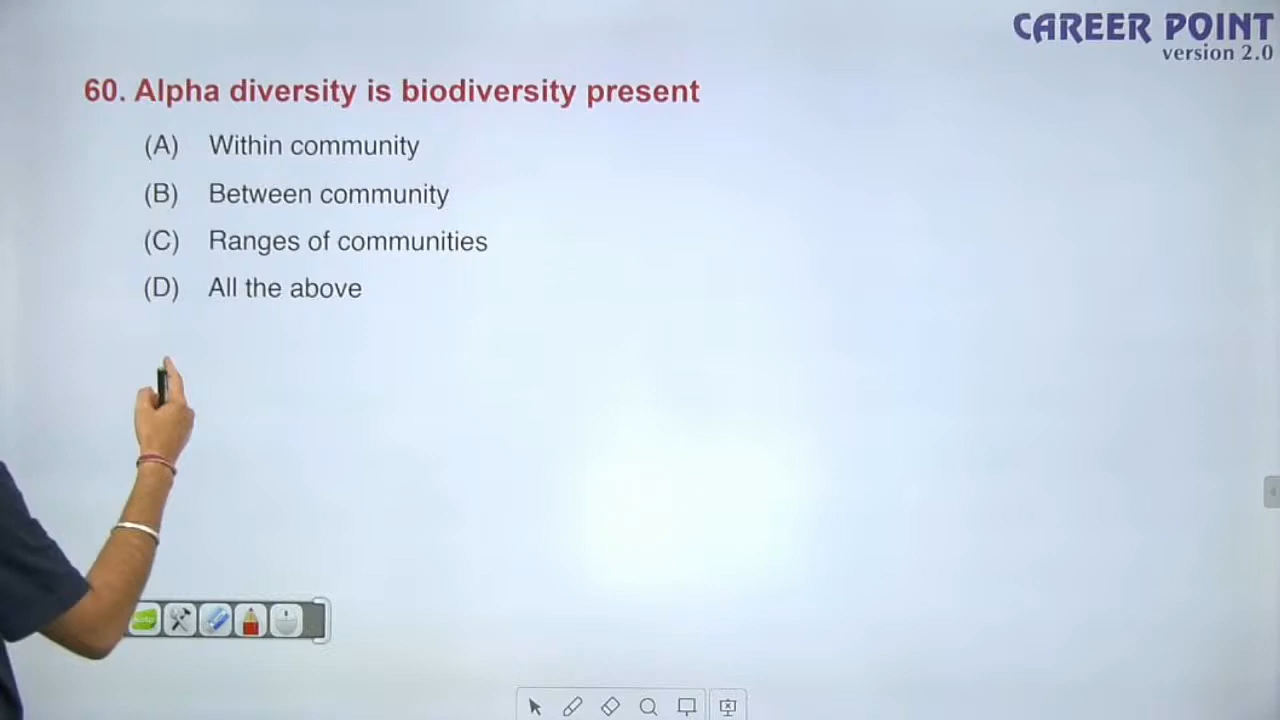 CAREER POINT
version 2.0
60. Alpha diversity is biodiversity present
(A) Within community
(B) Between community
(C) Ranges of communities
(D) All the above